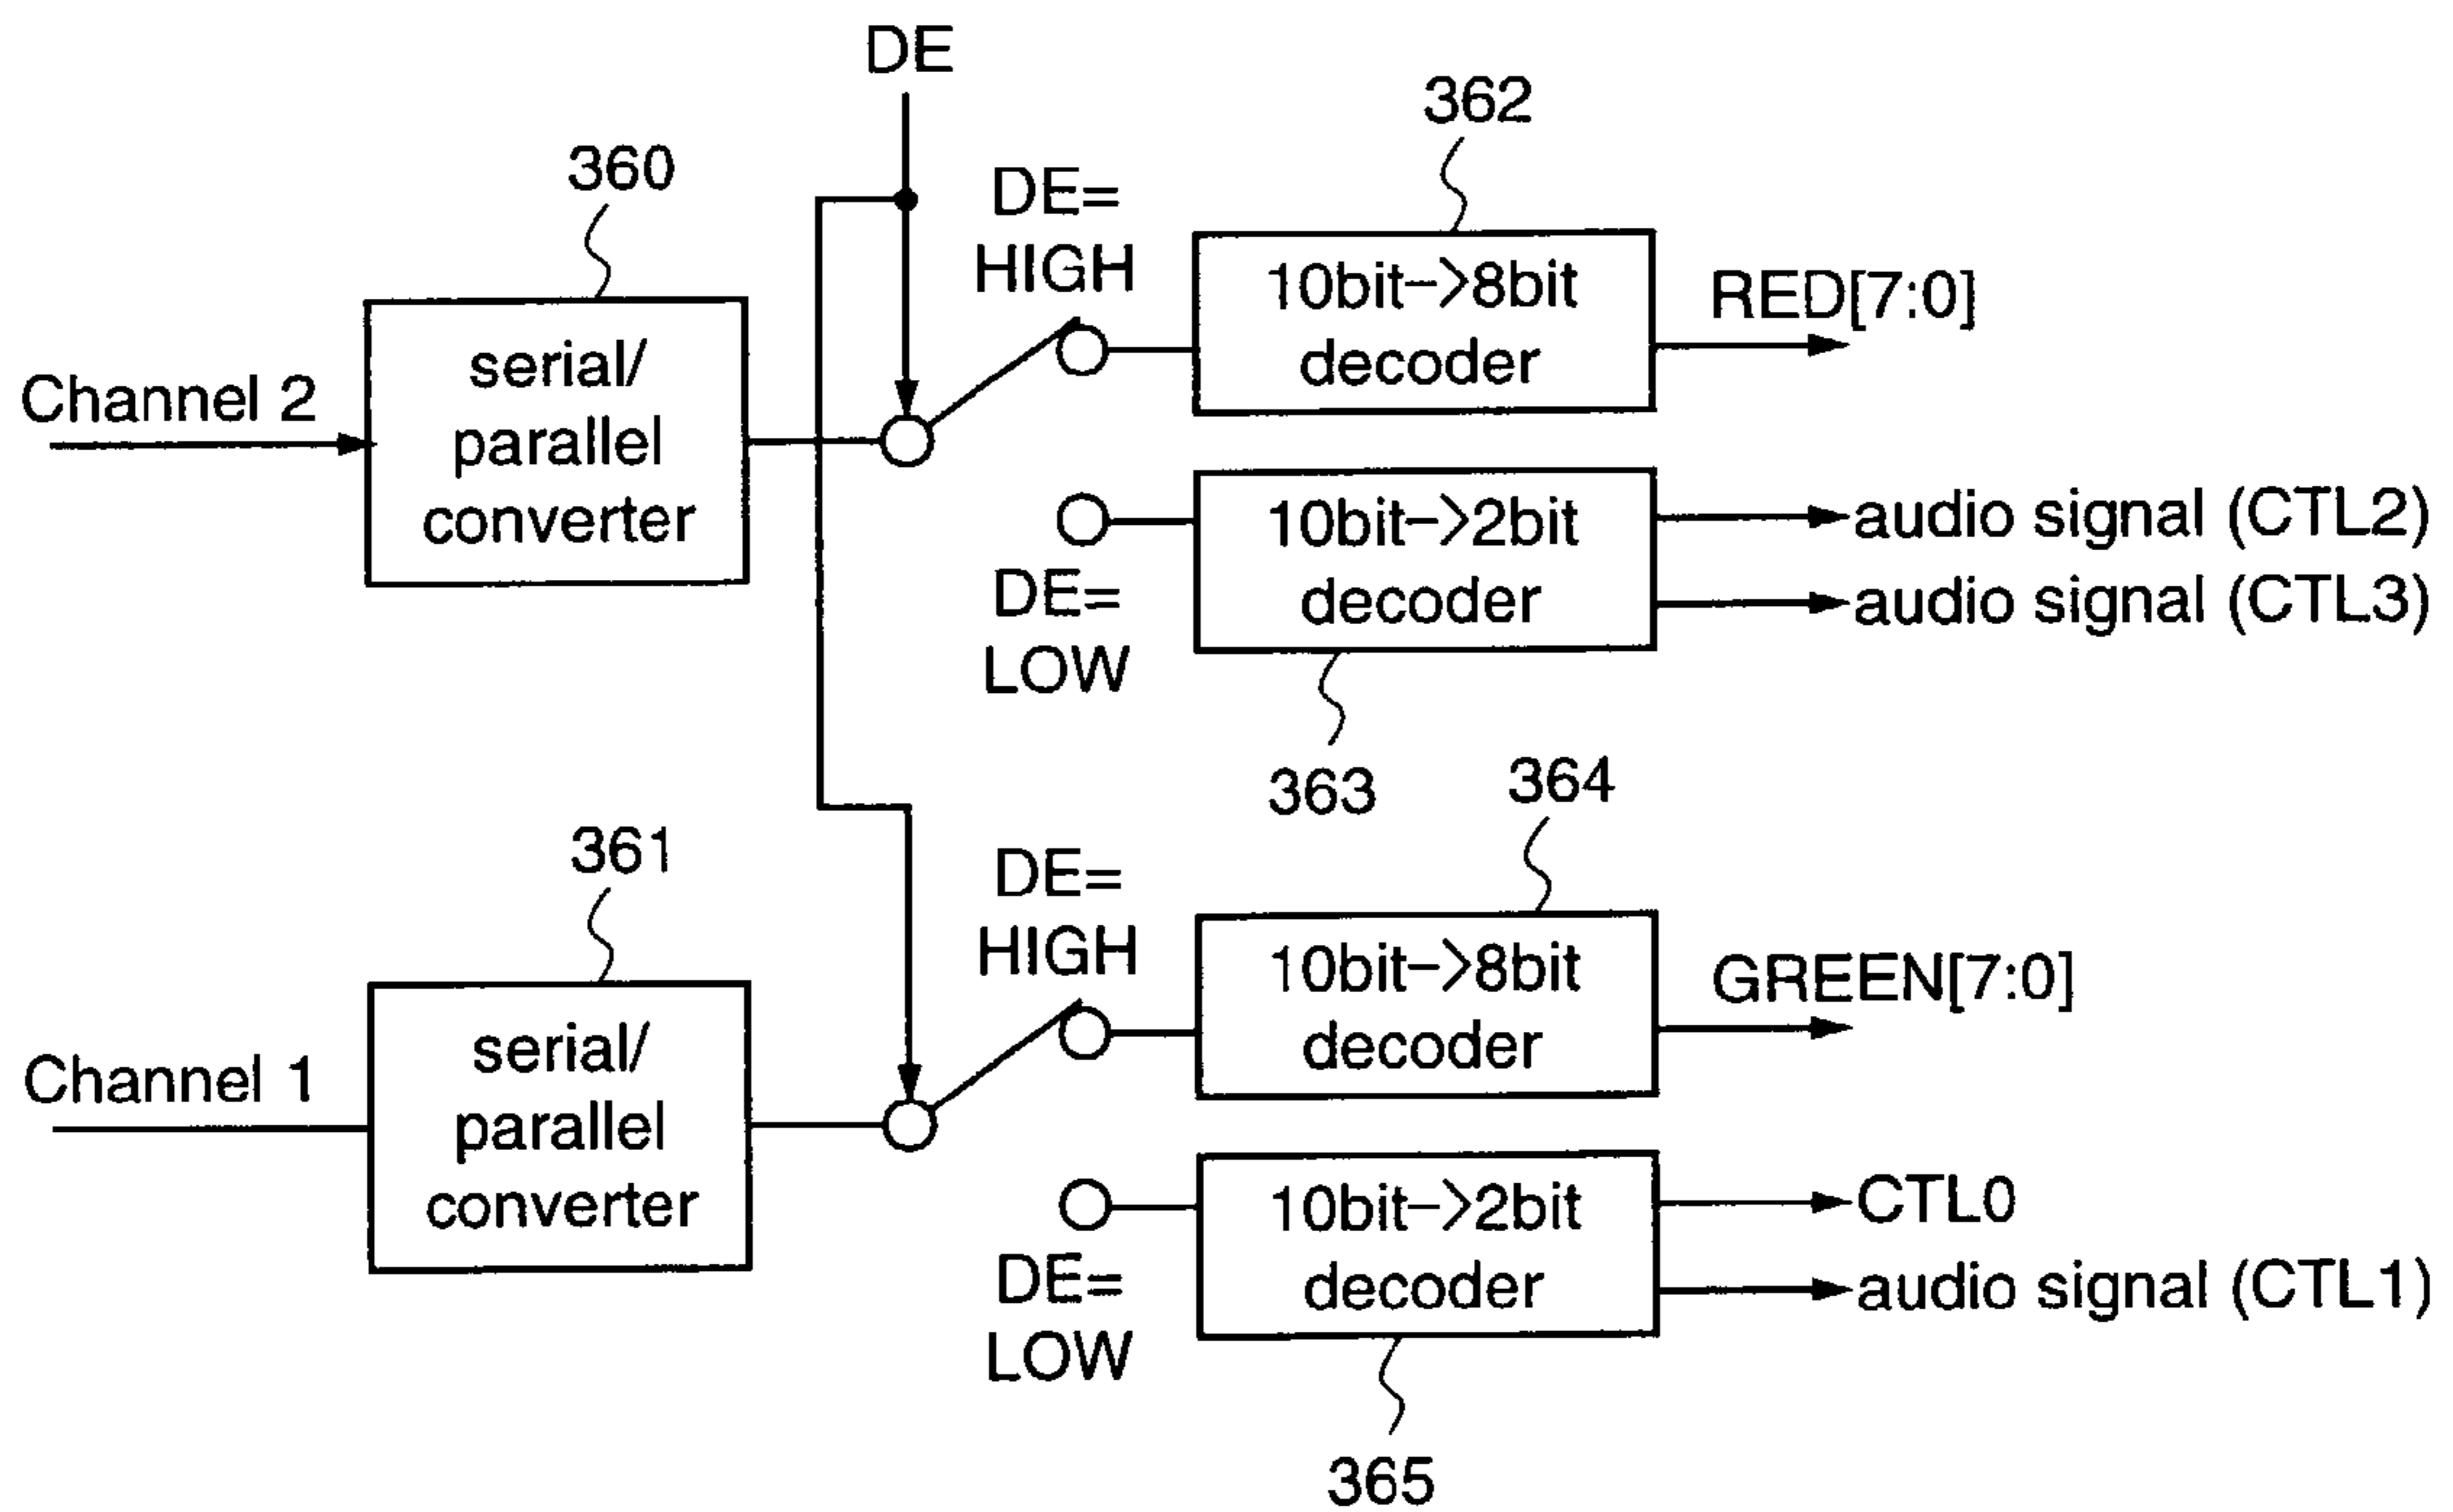 DE
362
360
DE=
HIGH
10bit->8bit
decoder
RED[7:0]
serial/
parallel
converter
Channel 2
10bit->2bit
decoder
audio signal (CTL2)
audio signal (CTL3)
DE=
LOW
363
364
361
DE=
HIGH
10bit->8bit
decoder
GREEN[7:0]
serial/
parallel
converter
Channel 1
10bit->2bit
decoder
CTL0
audio signal (CTL1)
DE=
LOW
365